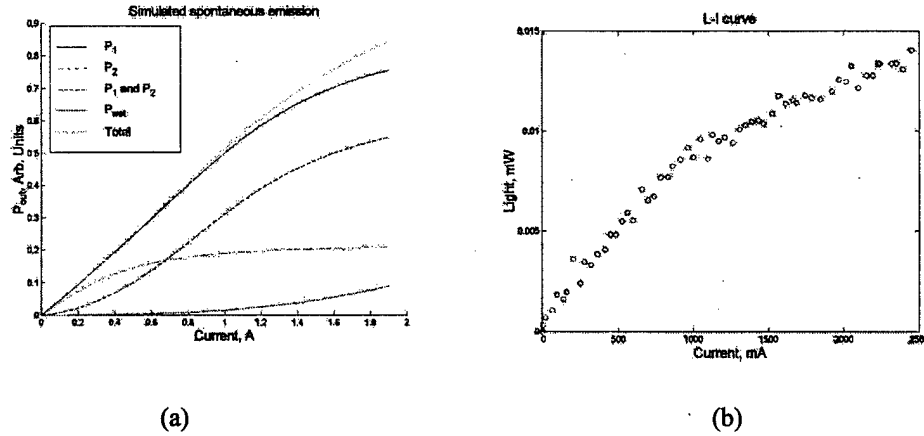 Simulated spontaneous emission
P1
P2
P1 and P2
Pwet
Total
Pout, Arb. Units
0.9
0.8
0.7
0.6
0.5
0.4
0.3
0.2
0.1
0
0 0.2 0.4 0.6 0.8 1 1.2 1.4 1.6 1.8 2
Current, A
(a)
L-I curve
Light, mW
0.015
0.01
0.005
0
0 500 1000 1500 2000 2500
Current, mA
(b)